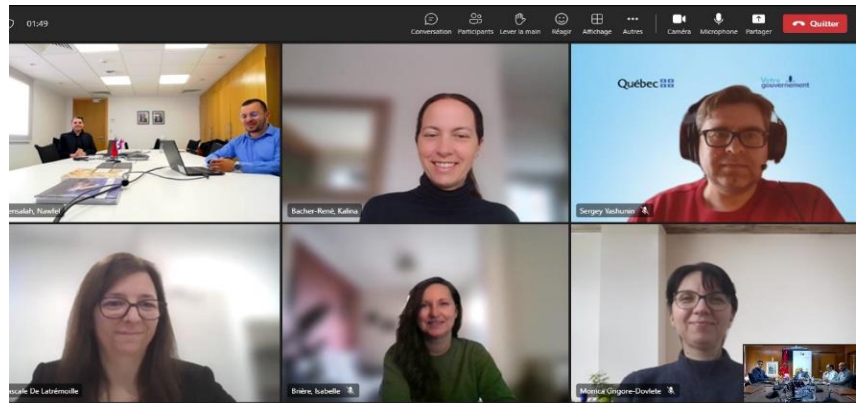 01:49
Conversation Participants Lever la main Réagir Affichage Autres Caméra Microphone Partager Quitter
ensalah, Nawfel
Bacher-René, Kalina
Québec
Votre gouvernement
Sergey Yashunin
ascale De Latrémoille
Brière, Isabelle
Monica Grigore-Dovlete